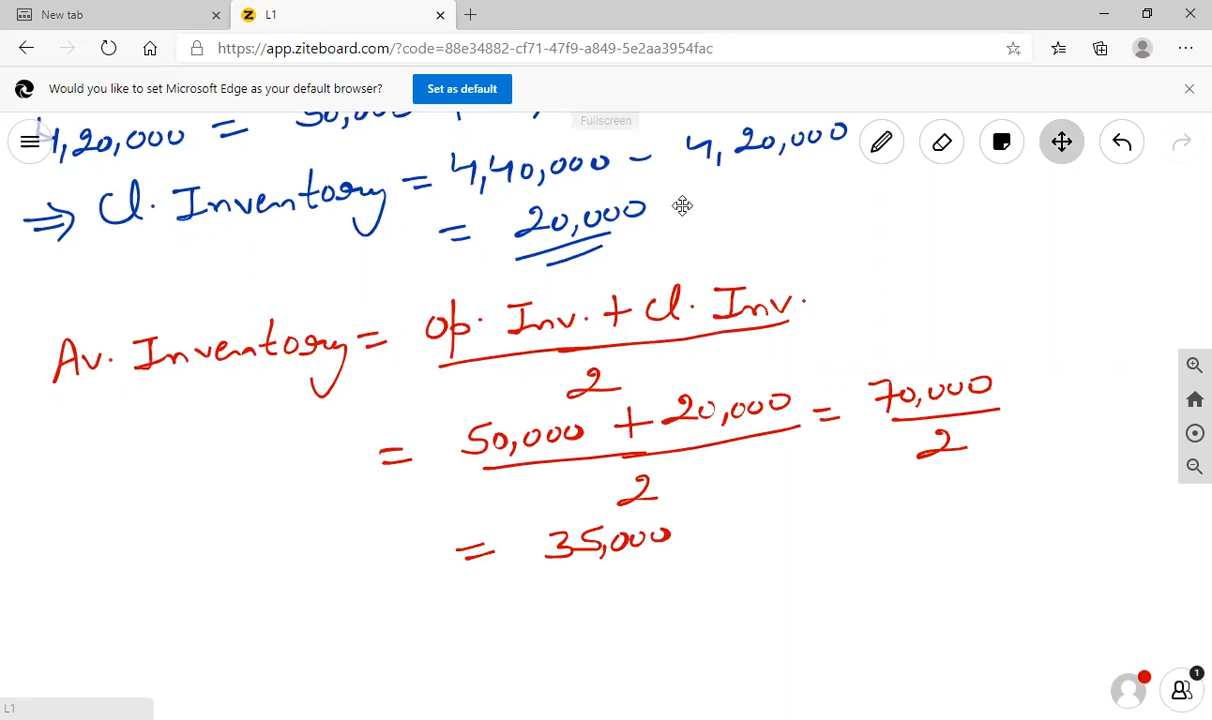 New tab
L1
https://app.ziteboard.com/?code=88e34882-cf71-47f9-a849-5e2aa3954fac
Would you like to set Microsoft Edge as your default browser?
Set as default
Fullscreen
4,20,000 = 50,000 +
⇒ Cl. Inventory = 4,40,000 - 4,20,000
= 20,000
Av. Inventory = Op. Inv. + Cl. Inv.
2
= 50,000 + 20,000 = 70,000
2 2
= 35,000
1
L1